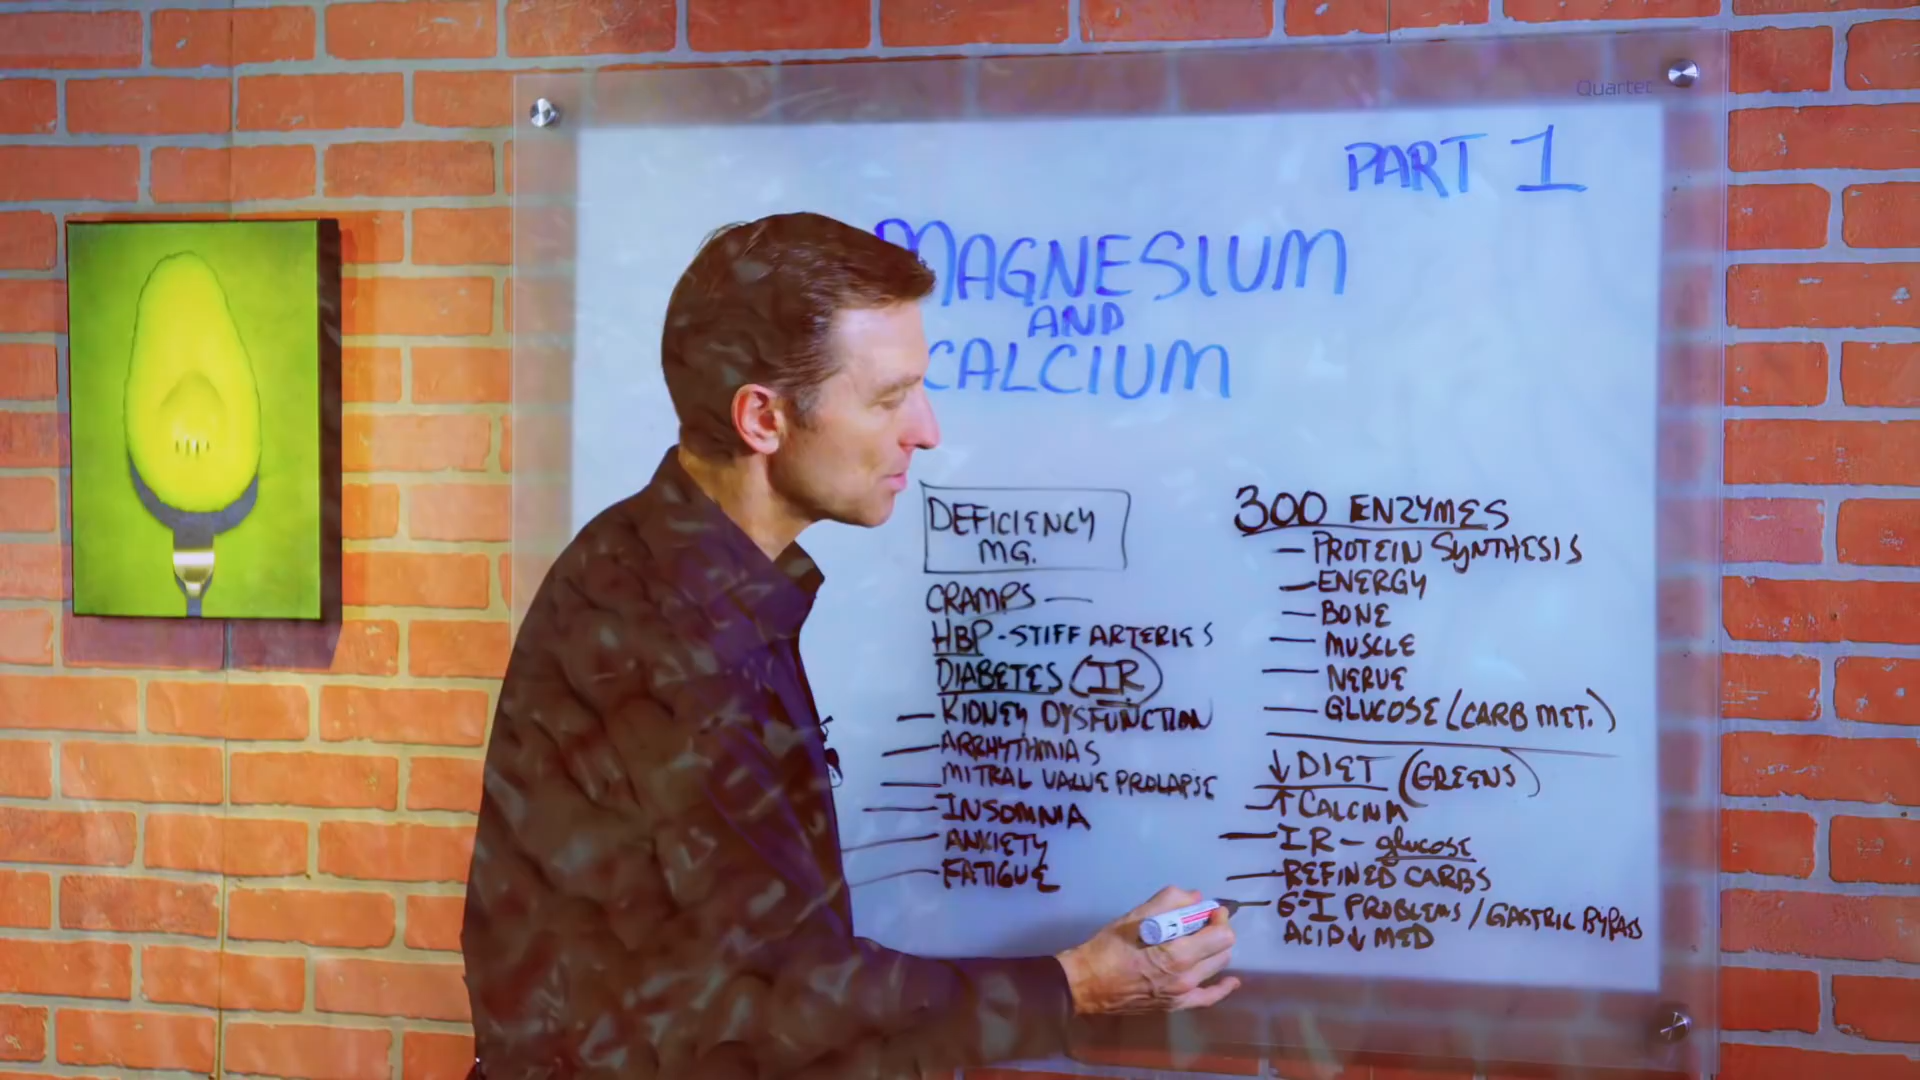 Quartet
PART 1
MAGNESIUM
AND
CALCIUM
DEFICIENCY
MG.
CRAMPS —
HBP - STIFF ARTERIES
DIABETES (IR)
— KIDNEY DYSFUNCTION
— ARRHYTHMIAS
— MITRAL VALUE PROLAPSE
— INSOMNIA
— ANXIETY
— FATIGUE
300 ENZYMES
— PROTEIN SYNTHESIS
— ENERGY
— BONE
— MUSCLE
— NERVE
— GLUCOSE (CARB MET.)
↓ DIET (GREENS)
— ↑ CALCIUM
— IR - glucose
— REFINED CARBS
— G-I PROBLEMS / GASTRIC BYPASS
ACID ↓ MED